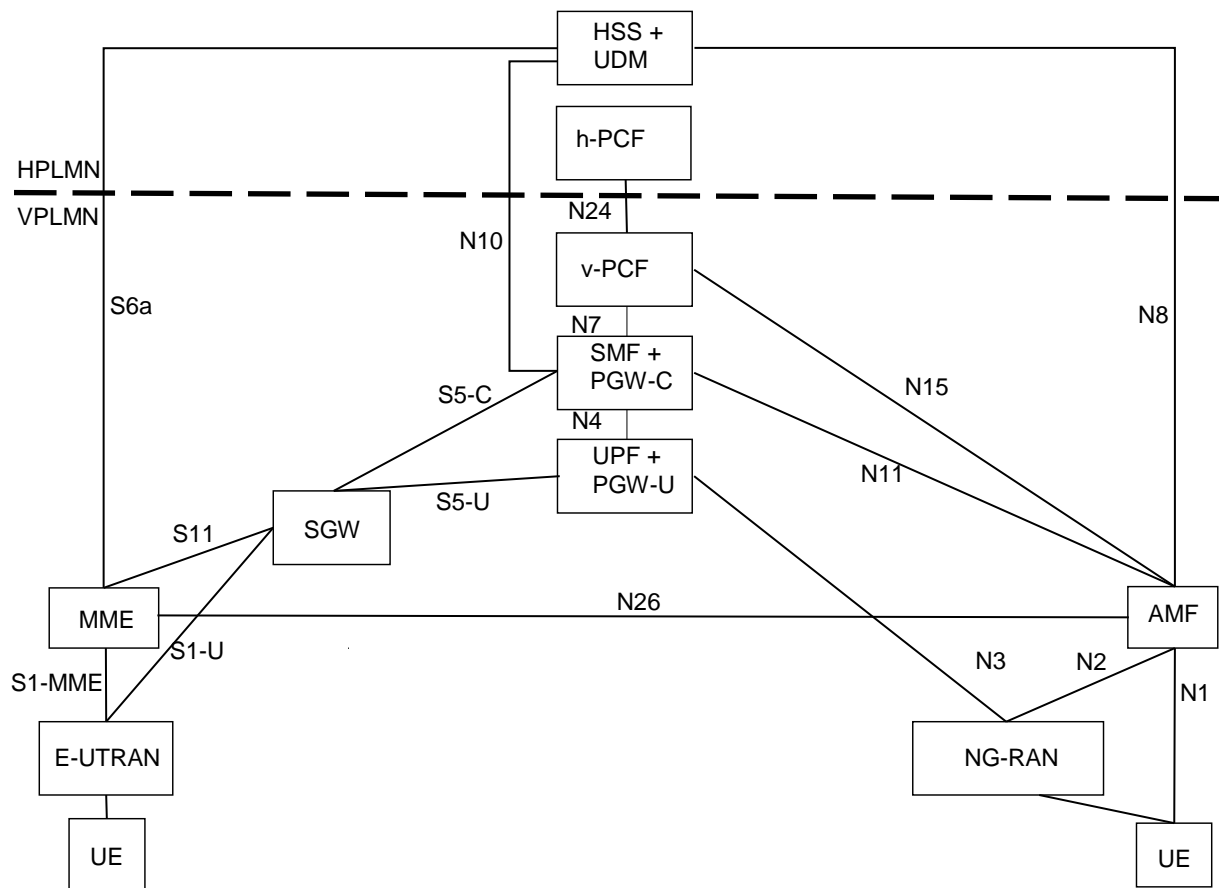 HSS +
UDM
h-PCF
HPLMN
VPLMN
N24
N10
v-PCF
S6a
N8
N7
SMF +
PGW-C
S5-C
N15
N4
UPF +
PGW-U
N11
S5-U
SGW
S11
N26
MME
AMF
S1-U
S1-MME
N3
N2
N1
E-UTRAN
NG-RAN
UE
UE